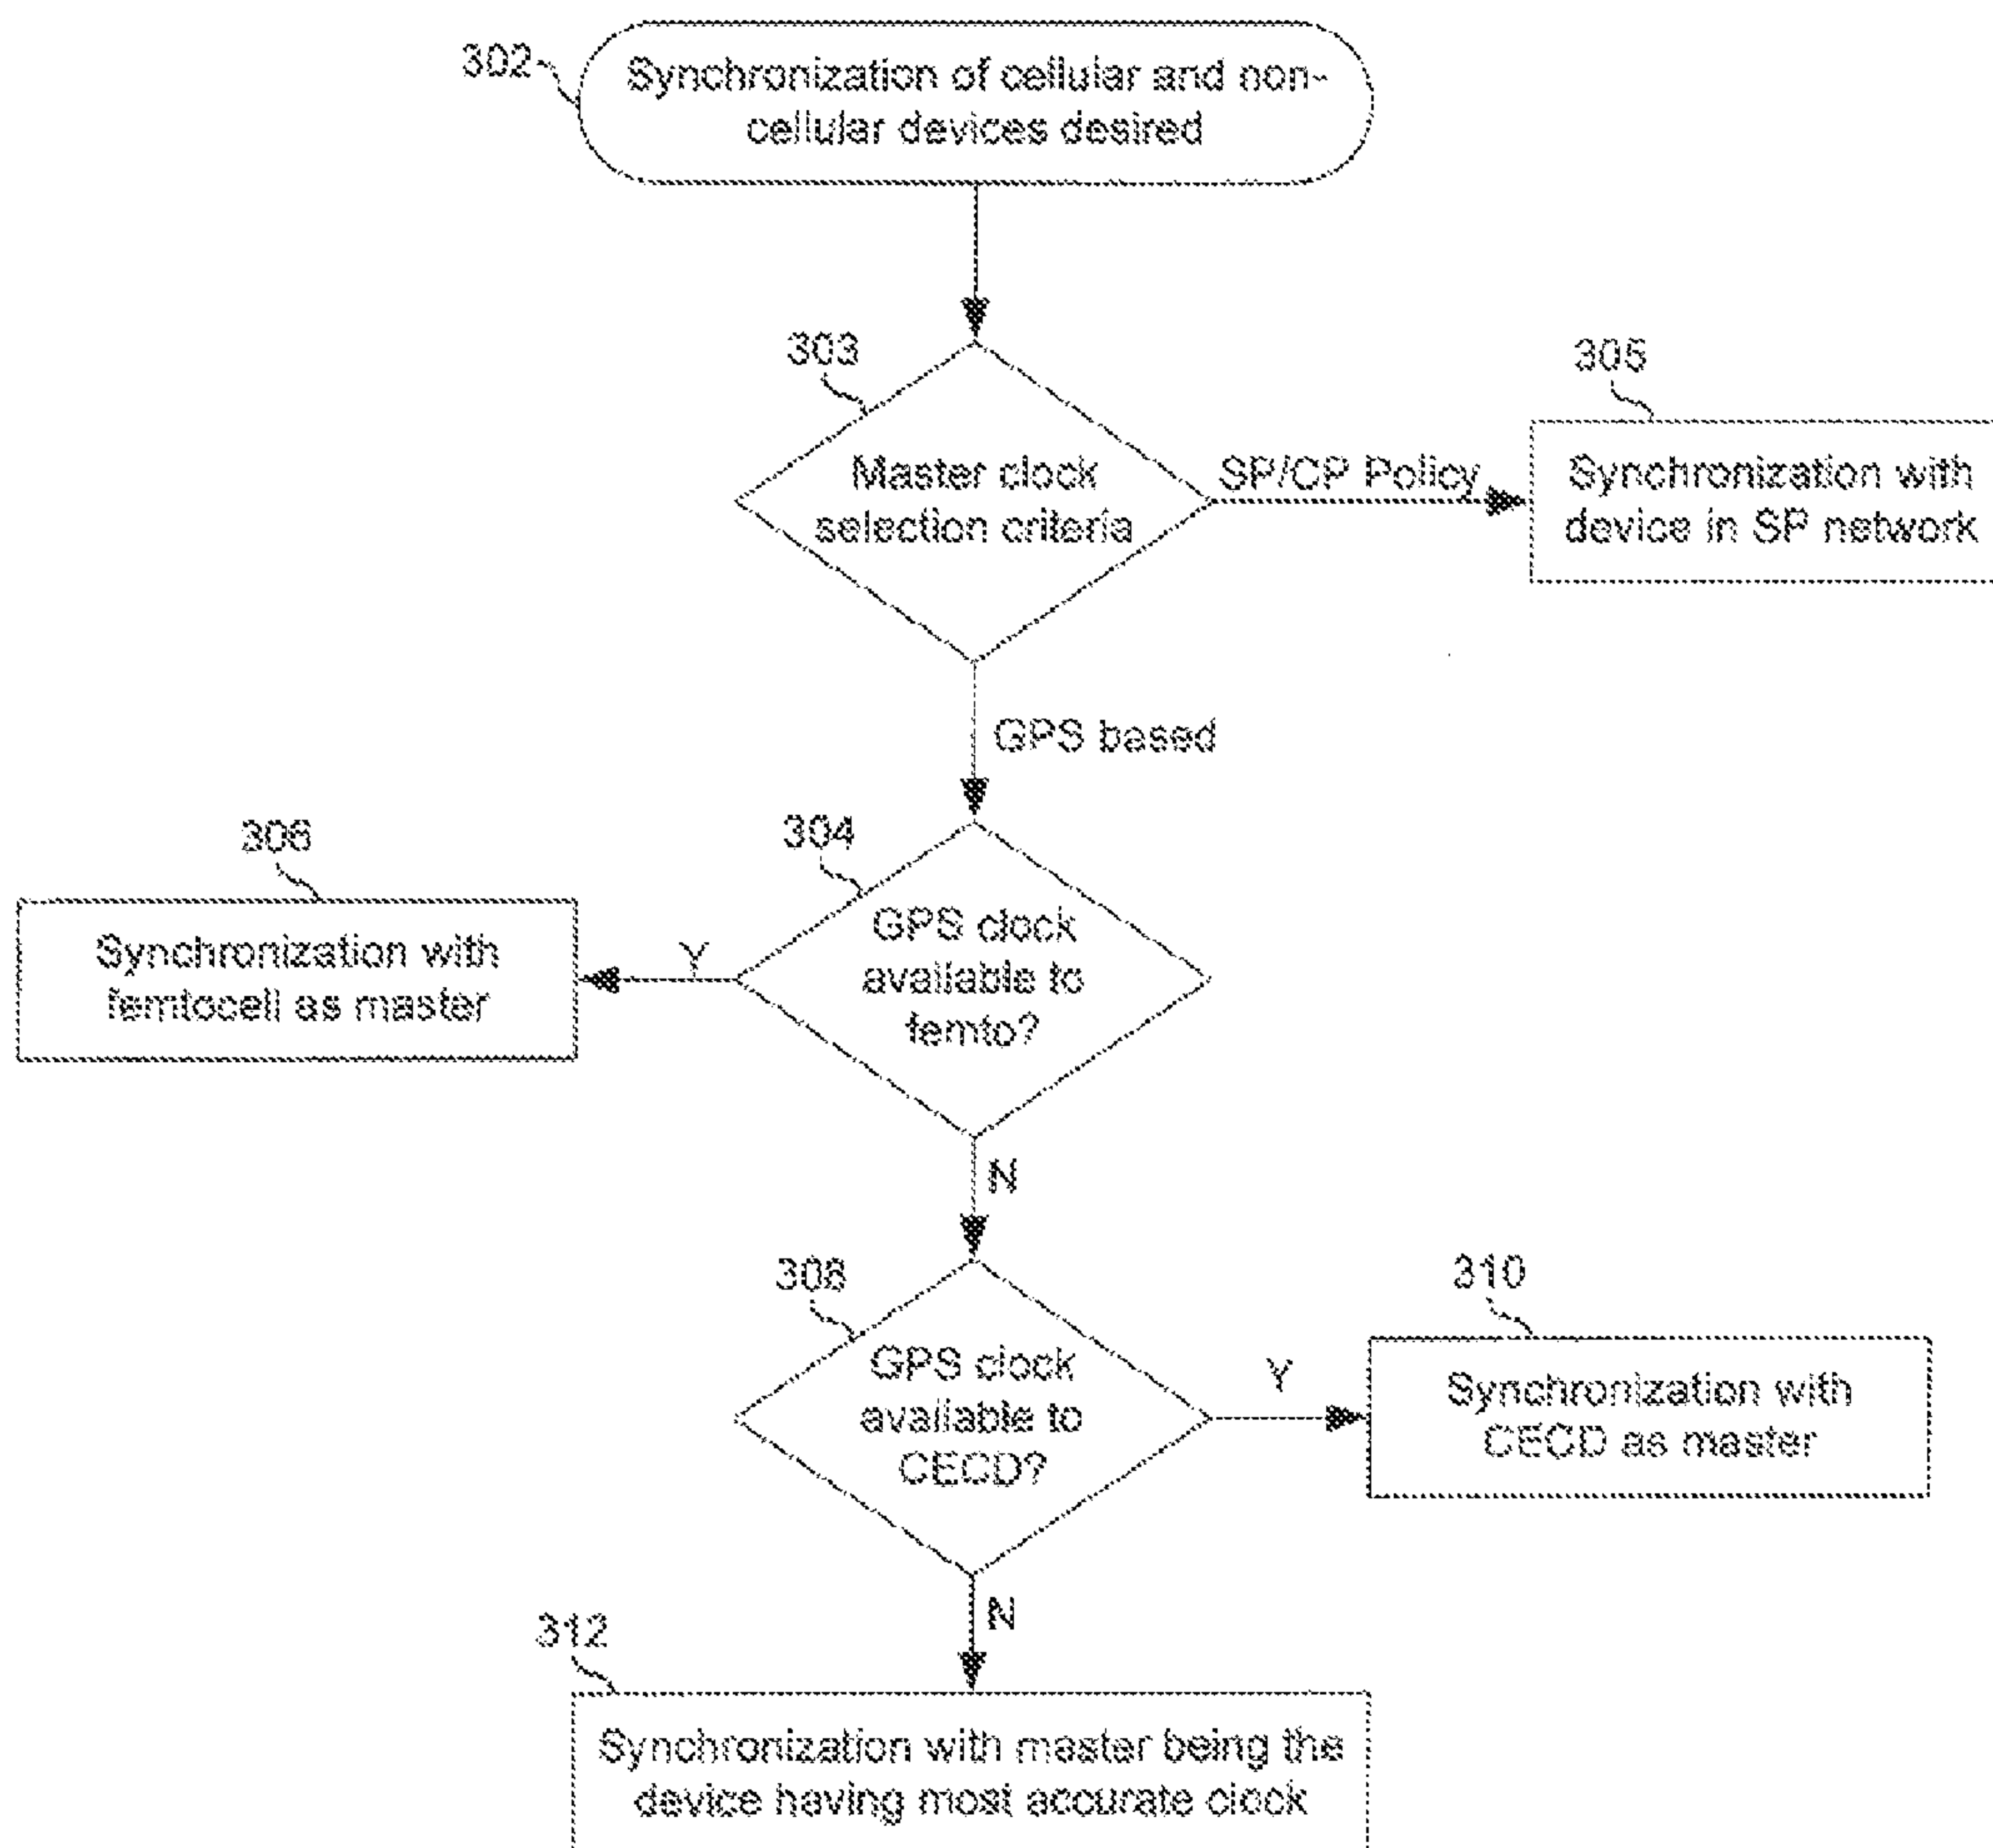 302
Synchronization of cellular and non-
cellular devices desired
303
305
Master clock
selection criteria
SP/CP Policy
Synchronization with
device in SP network
GPS based
306
304
Synchronization with
femtocell as master
Y
GPS clock
available to
femto?
N
308
310
GPS clock
available to
CECD?
Y
Synchronization with
CECD as master
N
312
Synchronization with master being the
device having most accurate clock